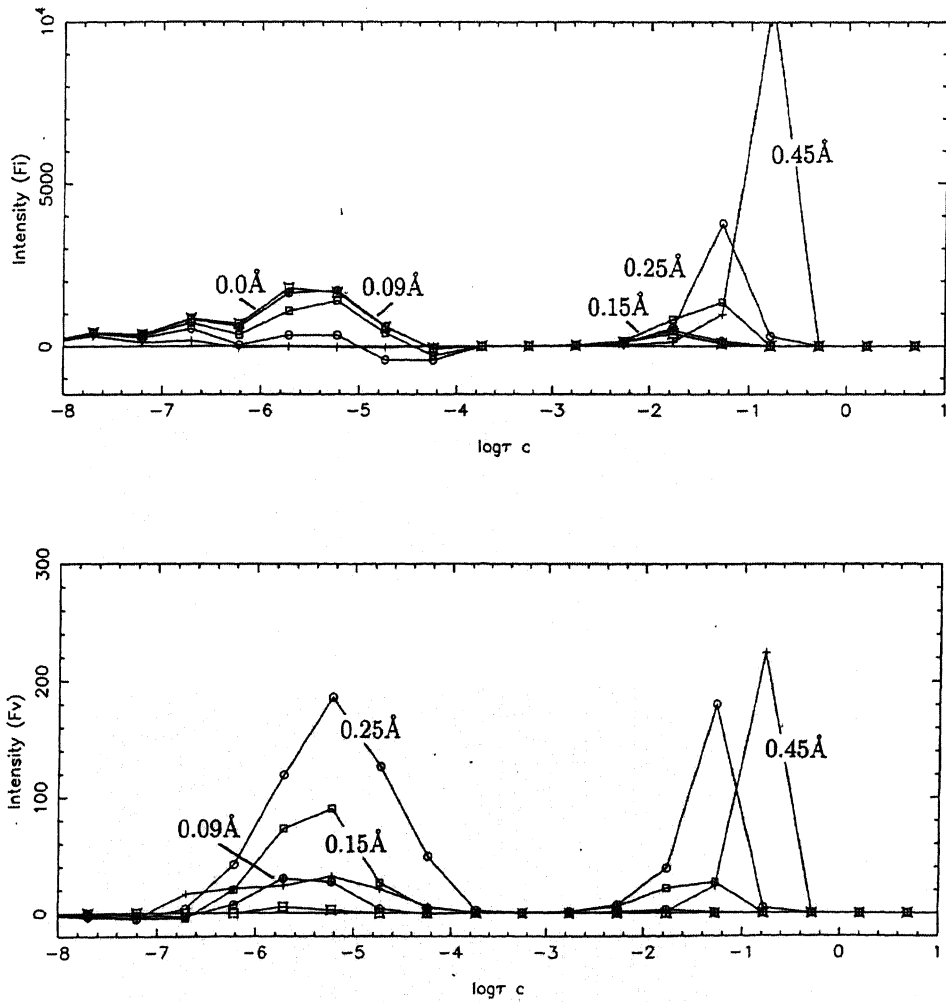 10⁴
5000
0
Intensity (Fi)
0.45Å
0.25Å
0.15Å
0.0Å
0.09Å
−8 −7 −6 −5 −4 −3 −2 −1 0 1
logτ c
300
200
100
0
Intensity (Fv)
0.25Å
0.45Å
0.09Å
0.15Å
−8 −7 −6 −5 −4 −3 −2 −1 0 1
logτ c